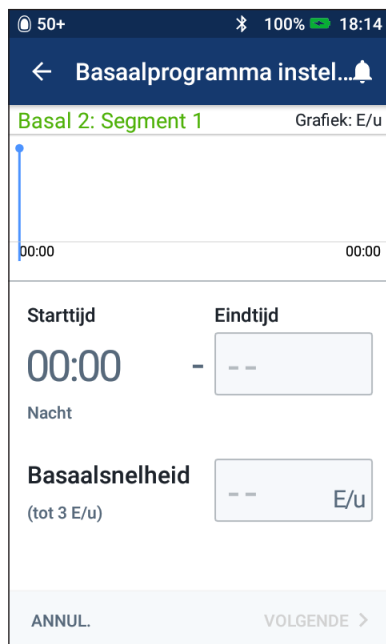 50+ 100% 18:14
Basaalprogramma instel...
Basal 2: Segment 1 Grafiek: E/u
00:00 00:00
Starttijd Eindtijd
00:00 - --
Nacht
Basaalsnelheid -- E/u
(tot 3 E/u)
ANNUL. VOLGENDE >